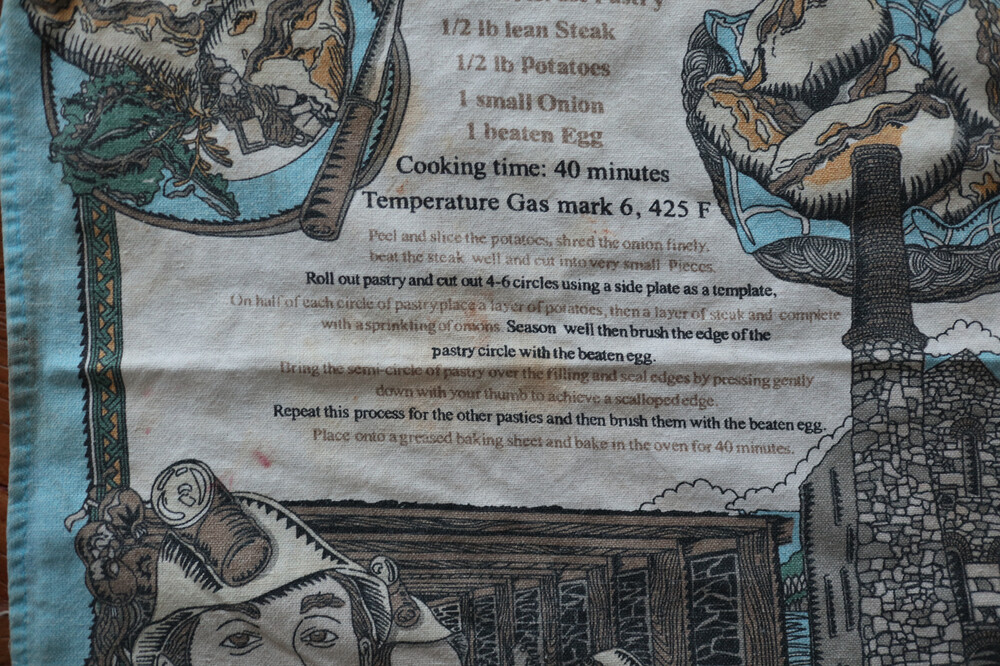 Pastry
1/2 lb lean Steak
1/2 lb Potatoes
1 small Onion
1 beaten Egg
Cooking time: 40 minutes
Temperature Gas mark 6, 425 F
Peel and slice the potatoes, shred the onion finely.
beat the steak well and cut into very small Pieces.
Roll out pastry and cut out 4-6 circles using a side plate as a template,
On half of each circle of pastry place a layer of potatoes, then a layer of steak and complete
with a sprinkling of onions. Season well then brush the edge of the
pastry circle with the beaten egg.
Bring the semi-circle of pastry over the filling and seal edges by pressing gently
down with your thumb to achieve a scalloped edge.
Repeat this process for the other pasties and then brush them with the beaten egg.
Place onto a greased baking sheet and bake in the oven for 40 minutes.